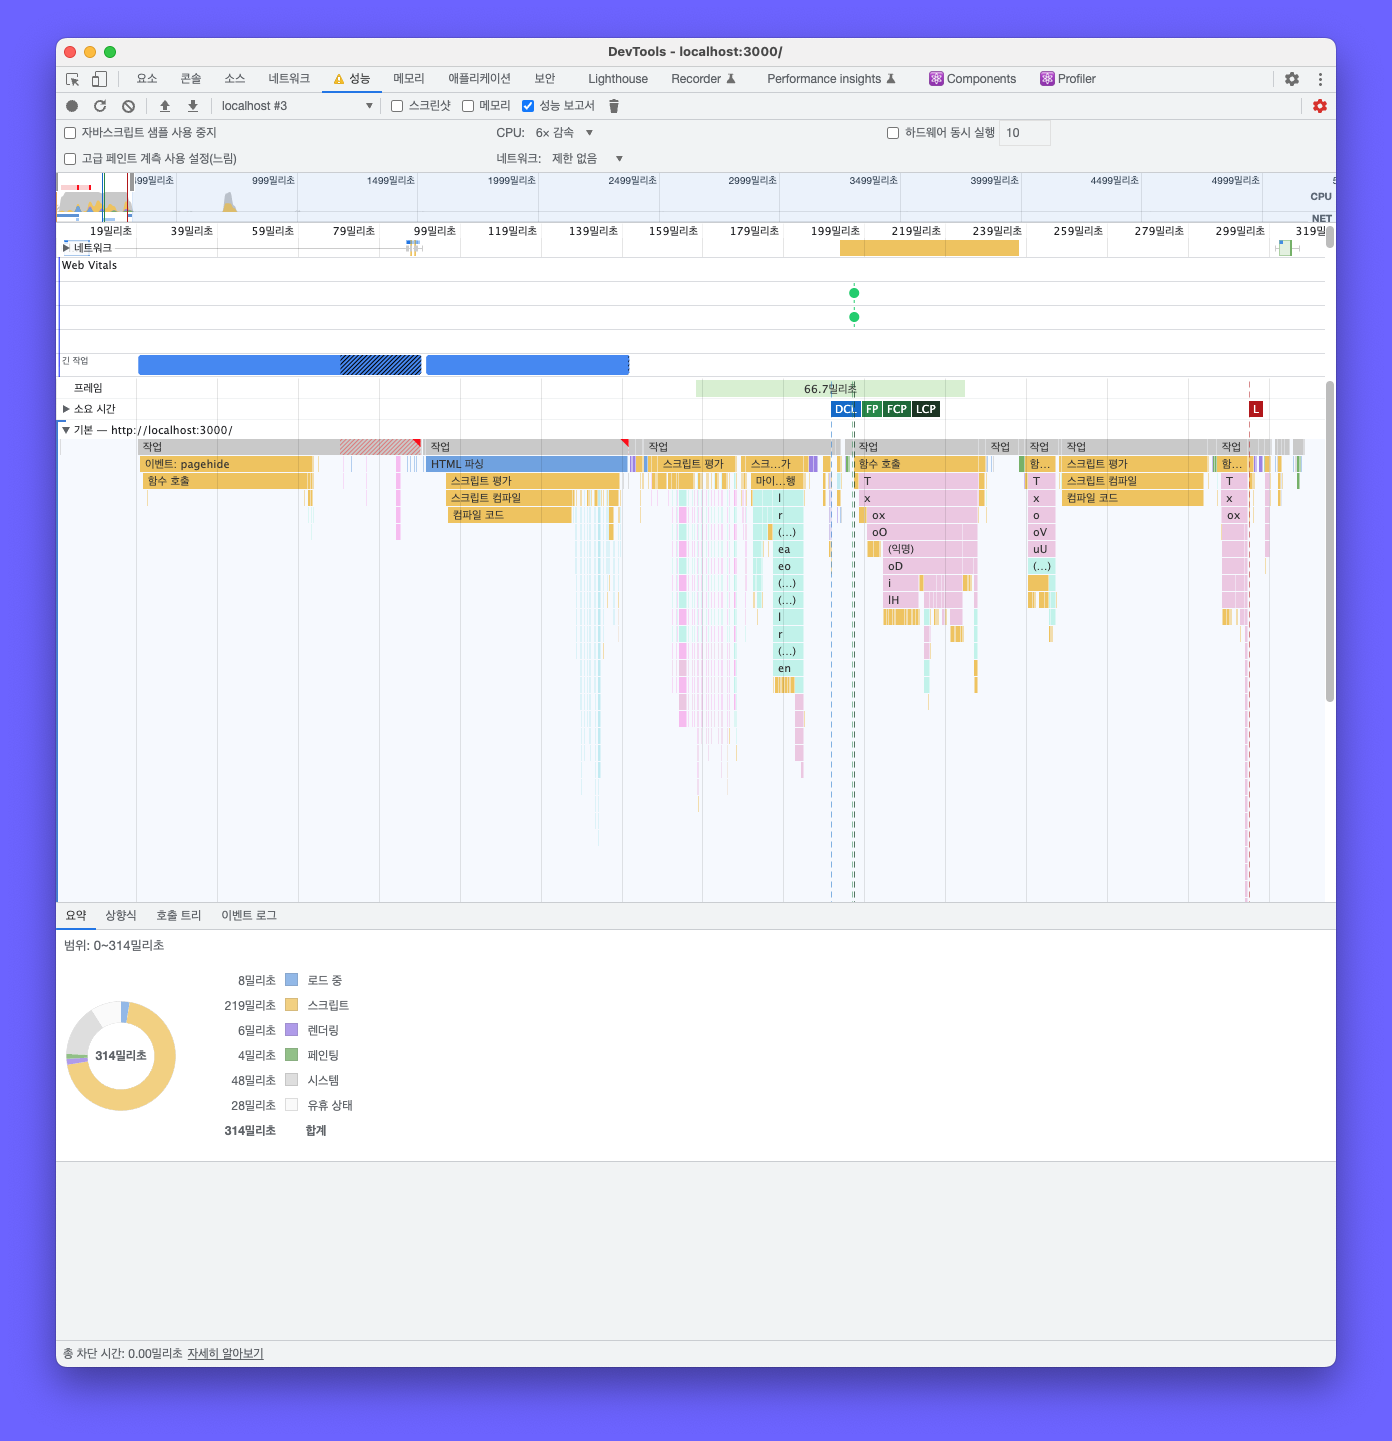 DevTools - localhost:3000/
요소 콘솔 소스 네트워크 성능 메모리 애플리케이션 보안 Lighthouse Recorder Performance insights Components Profiler
localhost #3 스크린샷 메모리 성능 보고서
자바스크립트 샘플 사용 중지 CPU: 6× 감속 하드웨어 동시 실행 10
고급 페인트 계측 사용 설정(느림) 네트워크: 제한 없음
999밀리초 1499밀리초 1999밀리초 2499밀리초 2999밀리초 3499밀리초 3999밀리초 4499밀리초 4999밀리초
CPU
NET
19밀리초 39밀리초 59밀리초 79밀리초 99밀리초 119밀리초 139밀리초 159밀리초 179밀리초 199밀리초 219밀리초 239밀리초 259밀리초 279밀리초 299밀리초 319밀
네트워크
Web Vitals
긴 작업
프레임 66.7밀리초
소요 시간 DCL FP FCP LCP L
기본 — http://localhost:3000/
작업 작업 작업 작업 작업 작업 작업 작업
이벤트: pagehide HTML 파싱 스크립트 평가 스크...가 함수 호출 함... 스크립트 평가 함...
함수 호출 스크립트 평가 마이...행 T T 스크립트 컴파일 T
스크립트 컴파일 l x x 컴파일 코드 x
컴파일 코드 r ox o ox
(...) oO oV
ea (익명) uU
eo oD (...)
(...) i
(...) lH
l
r
(...)
en
요약 상향식 호출 트리 이벤트 로그
범위: 0~314밀리초
8밀리초 로드 중
219밀리초 스크립트
6밀리초 렌더링
314밀리초
4밀리초 페인팅
48밀리초 시스템
28밀리초 유휴 상태
314밀리초 합계
총 차단 시간: 0.00밀리초 자세히 알아보기